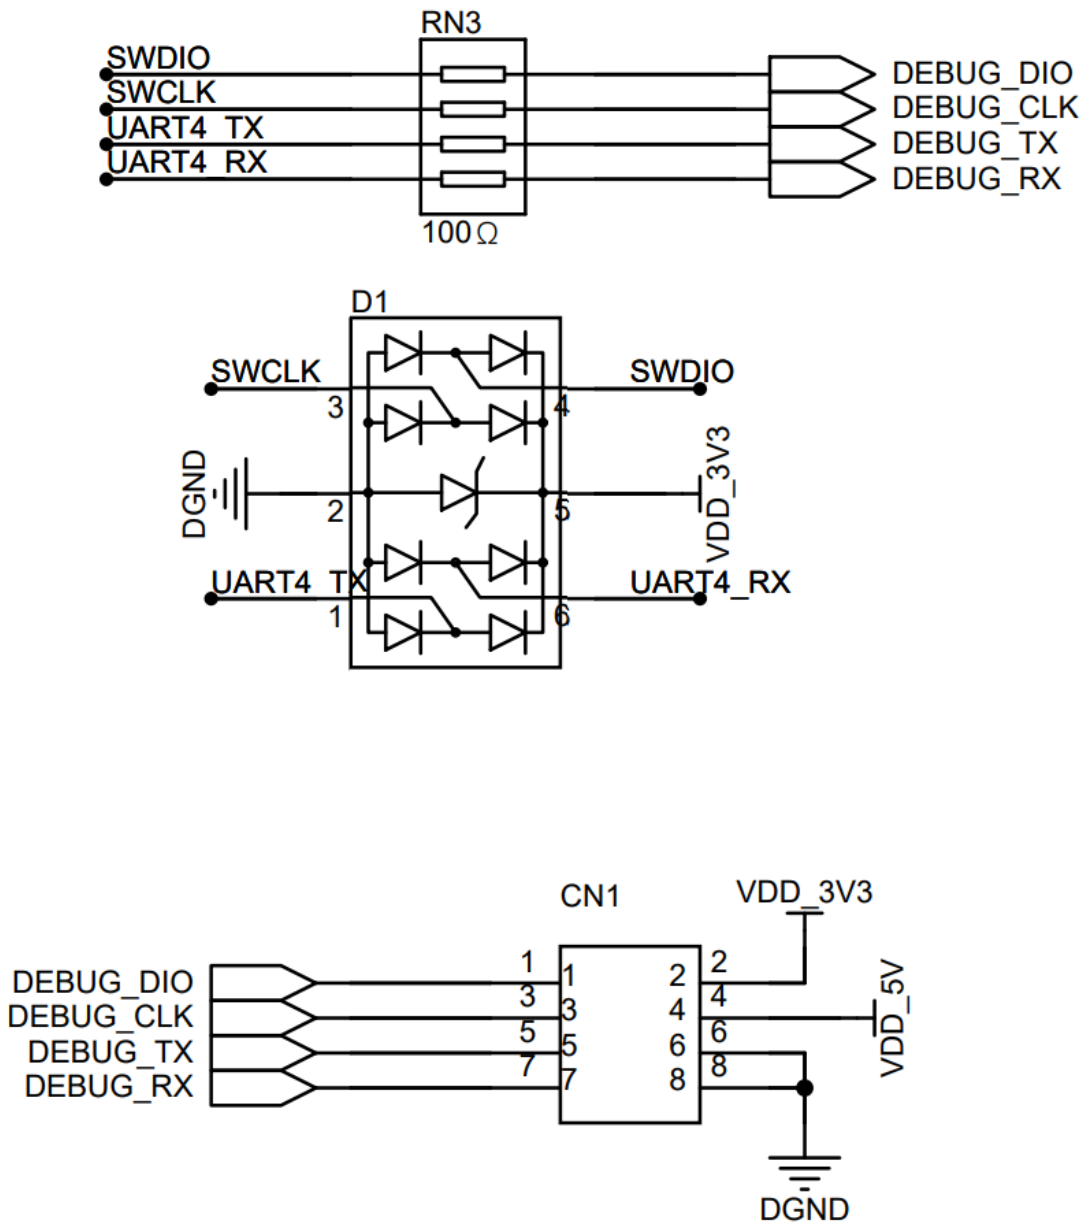 RN3
SWDIO
DEBUG_DIO
SWCLK
DEBUG_CLK
UART4_TX
DEBUG_TX
UART4_RX
DEBUG_RX
100Ω
D1
SWCLK
SWDIO
3
4
DGND
VDD_3V3
2
5
UART4_TX
UART4_RX
1
6
CN1
VDD_3V3
DEBUG_DIO
1
1
2
2
DEBUG_CLK
3
3
4
4
VDD_5V
DEBUG_TX
5
5
6
6
DEBUG_RX
7
7
8
8
DGND